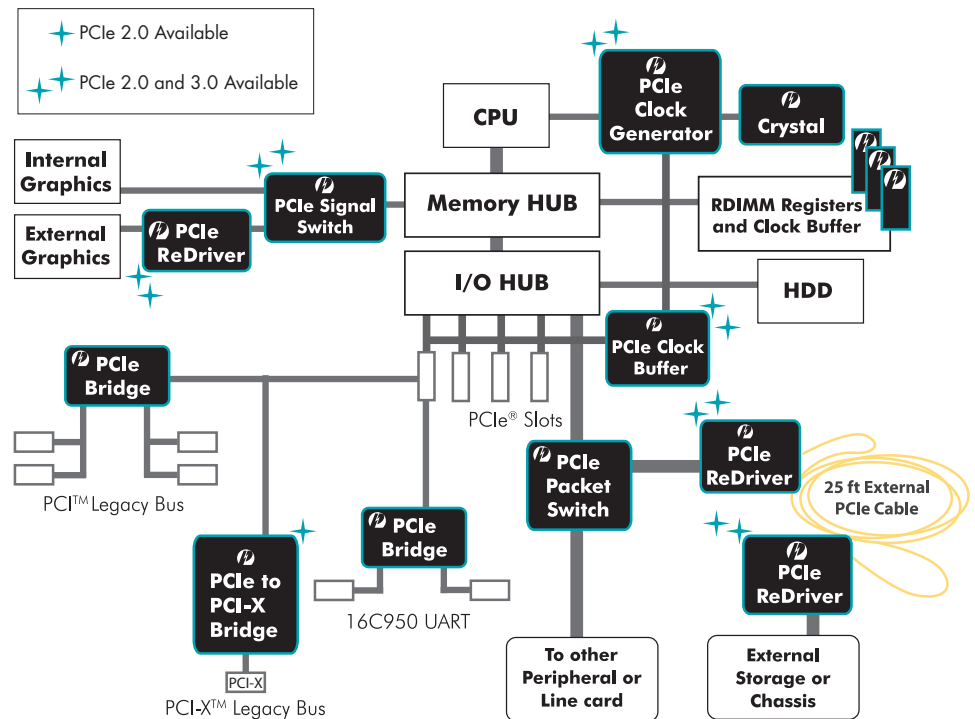 PCIe 2.0 Available
PCIe 2.0 and 3.0 Available
PCIe
Clock
Generator
Crystal
CPU
Internal
Graphics
External
Graphics
PCIe
ReDriver
PCIe Signal
Switch
Memory HUB
RDIMM Registers
and Clock Buffer
I/O HUB
HDD
PCIe Clock
Buffer
PCIe
Bridge
PCIe® Slots
PCI™ Legacy Bus
PCIe
Packet
Switch
PCIe
ReDriver
25 ft External
PCIe Cable
PCIe
Bridge
16C950 UART
PCIe to
PCI-X
Bridge
PCI-X
PCI-X™ Legacy Bus
PCIe
ReDriver
To other
Peripheral or
Line card
External
Storage or
Chassis